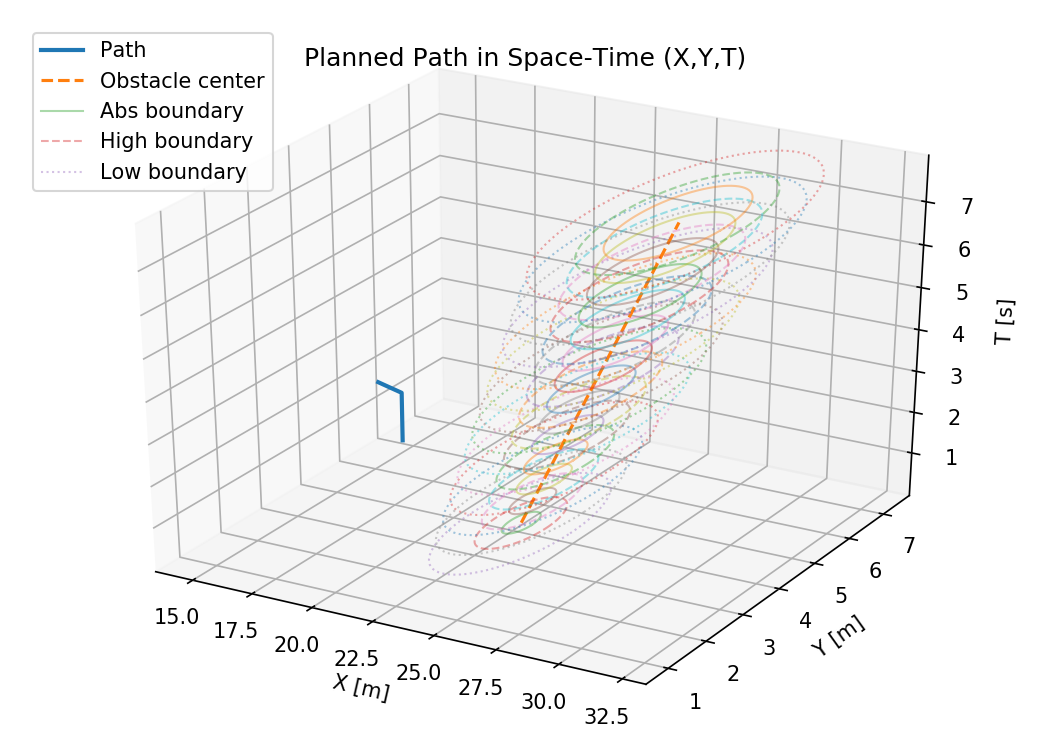 Planned Path in Space-Time (X,Y,T)
Path
Obstacle center
Abs boundary
High boundary
Low boundary
15.0
17.5
20.0
22.5
25.0
27.5
30.0
32.5
X [m]
1
2
3
4
5
6
7
Y [m]
1
2
3
4
5
6
7
T [s]